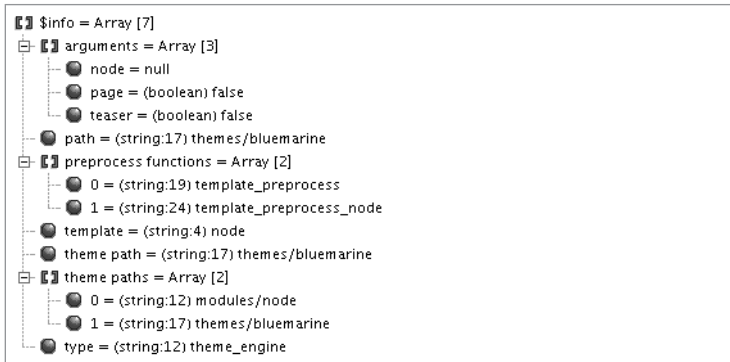 $info = Array [7]
arguments = Array [3]
node = null
page = (boolean) false
teaser = (boolean) false
path = (string:17) themes/bluemarine
preprocess functions = Array [2]
0 = (string:19) template_preprocess
1 = (string:24) template_preprocess_node
template = (string:4) node
theme path = (string:17) themes/bluemarine
theme paths = Array [2]
0 = (string:12) modules/node
1 = (string:17) themes/bluemarine
type = (string:12) theme_engine